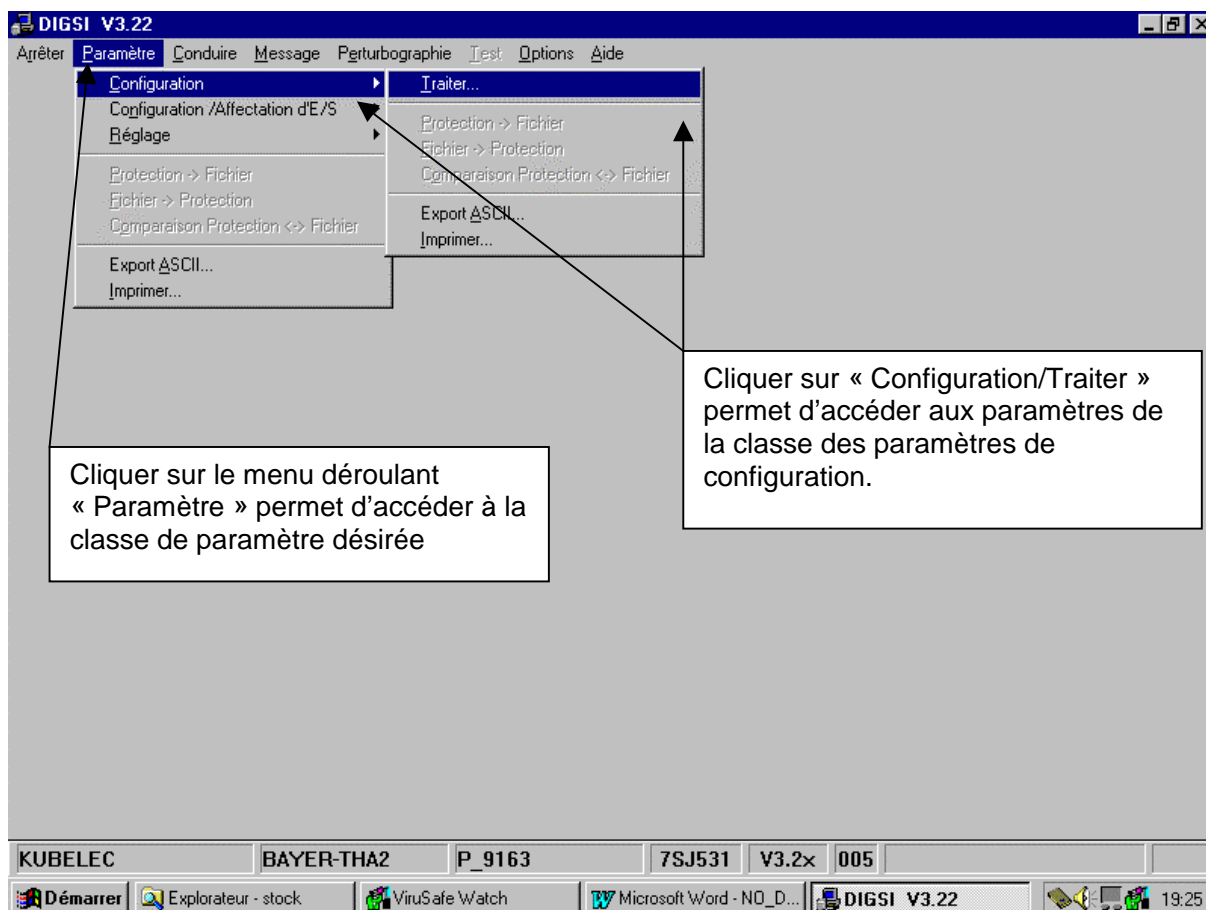 DIGSI V3.22
Arrêter Paramètre Conduire Message Perturbographie Test Options Aide
Configuration
Configuration /Affectation d'E/S
Réglage
Protection -> Fichier
Fichier -> Protection
Comparaison Protection <-> Fichier
Export ASCII...
Imprimer...
Traiter...
Protection -> Fichier
Fichier -> Protection
Comparaison Protection <-> Fichier
Export ASCII...
Imprimer...
Cliquer sur « Configuration/Traiter »
permet d'accéder aux paramètres de
la classe des paramètres de
configuration.
Cliquer sur le menu déroulant
« Paramètre » permet d'accéder à la
classe de paramètre désirée
KUBELEC BAYER-THA2 P_9163 7SJ531 V3.2x 005
Démarrer Explorateur - stock ViruSafe Watch Microsoft Word - NO_D... DIGSI V3.22 19:25